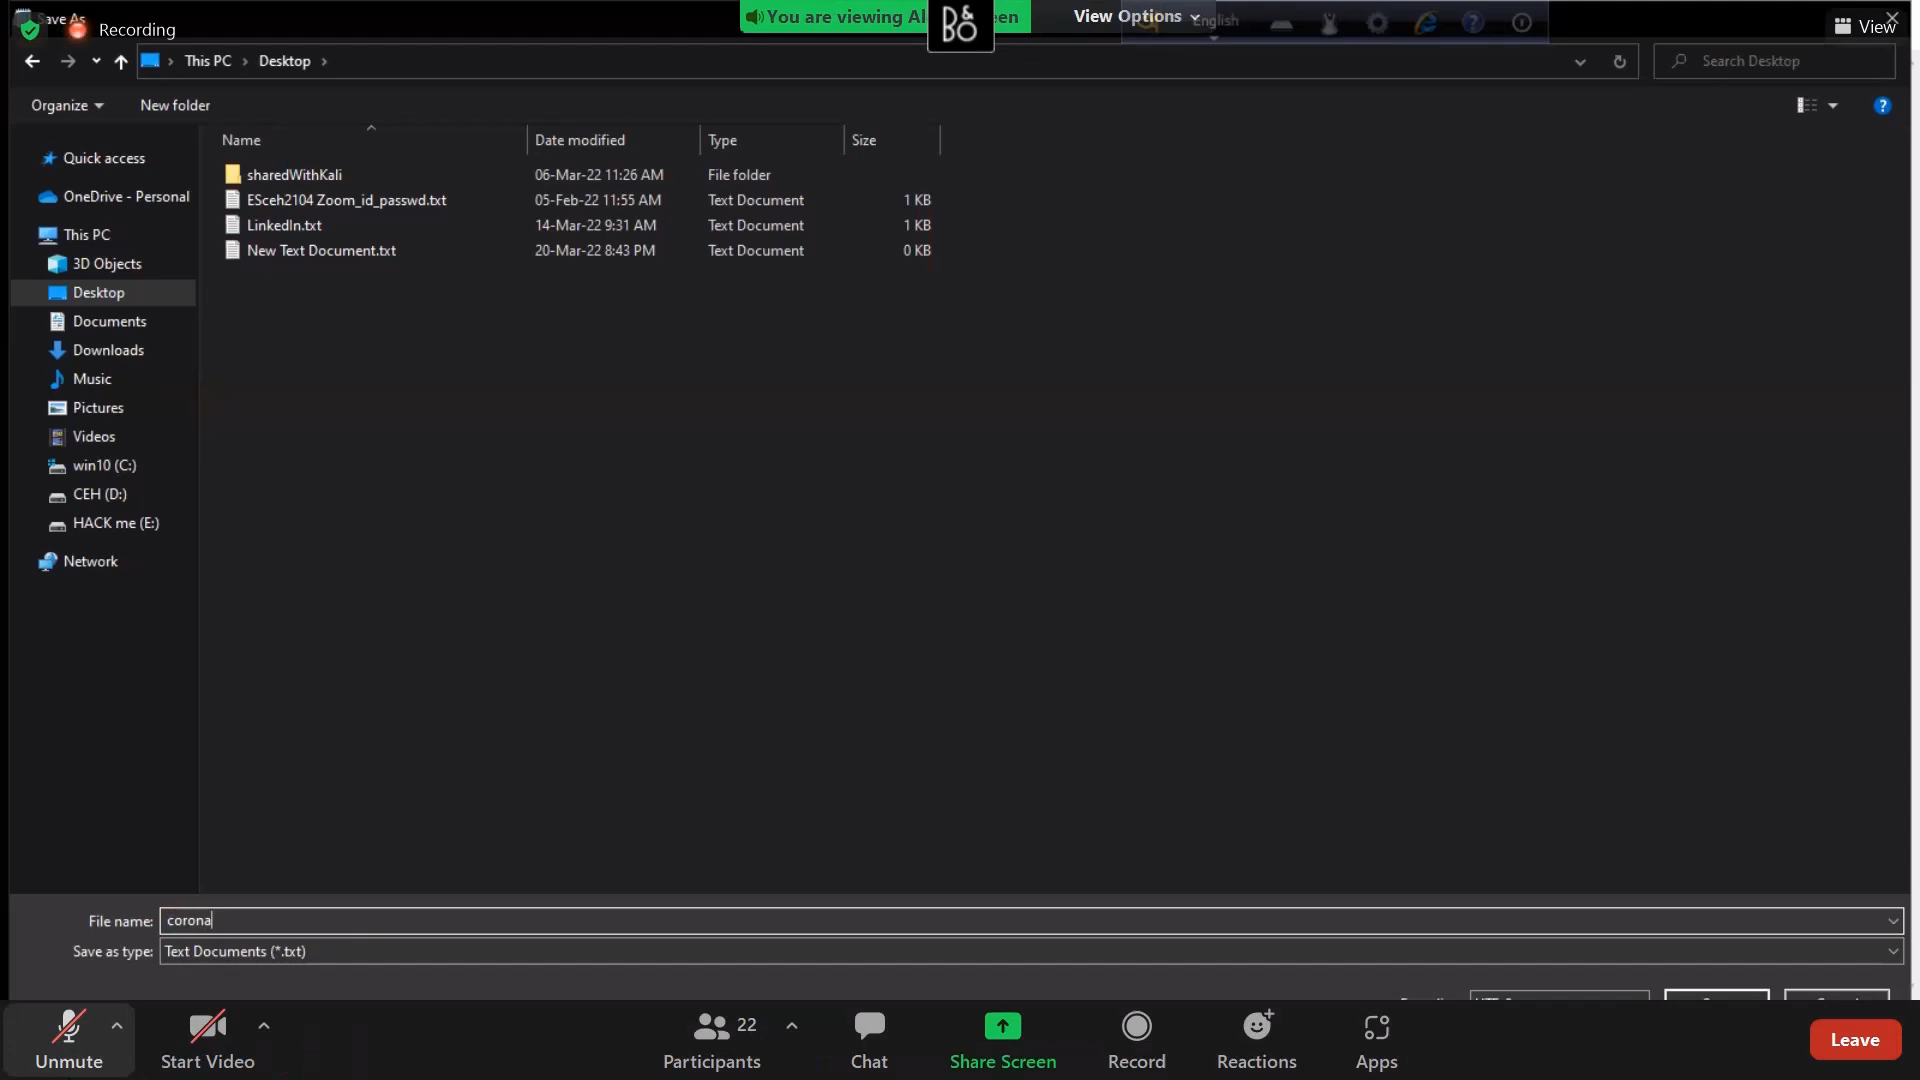 Save As
Recording
You are viewing Al een
B&O
View Options
English
View
This PC > Desktop >
Search Desktop
Organize
New folder
Name Date modified Type Size
Quick access
OneDrive - Personal
This PC
3D Objects
Desktop
Documents
Downloads
Music
Pictures
Videos
win10 (C:)
CEH (D:)
HACK me (E:)
Network
sharedWithKali 06-Mar-22 11:26 AM File folder
ESceh2104 Zoom_id_passwd.txt 05-Feb-22 11:55 AM Text Document 1 KB
LinkedIn.txt 14-Mar-22 9:31 AM Text Document 1 KB
New Text Document.txt 20-Mar-22 8:43 PM Text Document 0 KB
File name: corona
Save as type: Text Documents (*.txt)
Unmute
Start Video
22
Participants
Chat
Share Screen
Record
Reactions
Apps
Leave